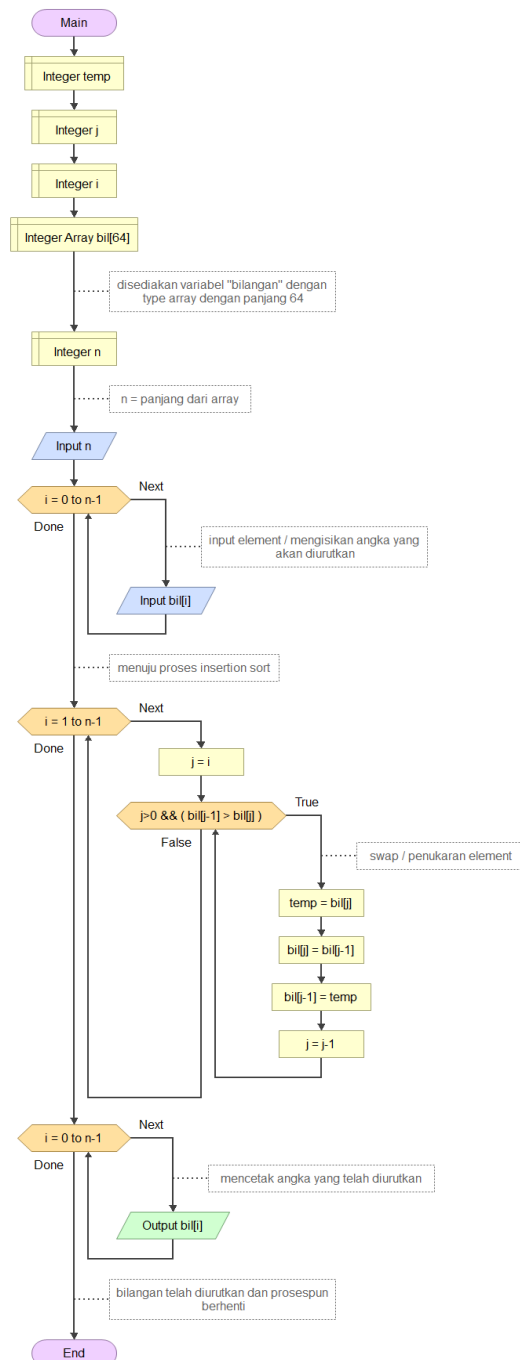 Main
Integer temp
Integer j
Integer i
Integer Array bil[64]
disediakan variabel "bilangan" dengan
type array dengan panjang 64
Integer n
n = panjang dari array
Input n
i = 0 to n-1
Next
Done
input element / mengisikan angka yang
akan diurutkan
Input bil[i]
menuju proses insertion sort
i = 1 to n-1
Next
Done
j = i
j>0 && ( bil[j-1] > bil[j] )
True
False
swap / penukaran element
temp = bil[j]
bil[j] = bil[j-1]
bil[j-1] = temp
j = j-1
i = 0 to n-1
Next
Done
mencetak angka yang telah diurutkan
Output bil[i]
bilangan telah diurutkan dan prosespun
berhenti
End